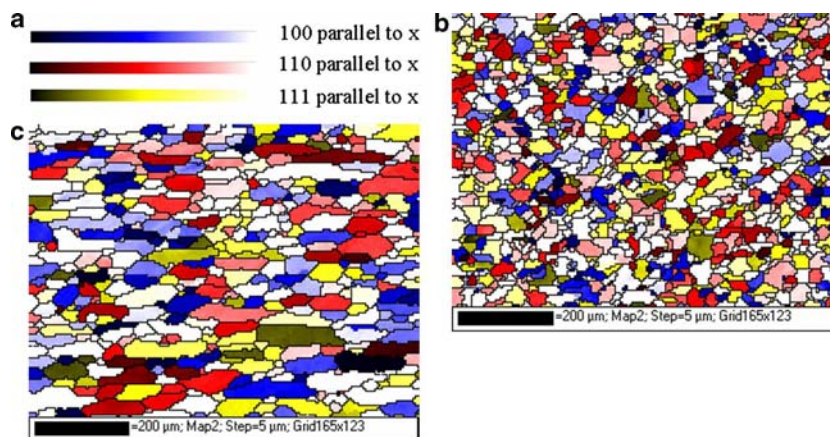 a
100 parallel to x
110 parallel to x
111 parallel to x
b
=200 µm; Map2; Step=5 µm; Grid165x123
c
=200 µm; Map2; Step=5 µm; Grid165x123